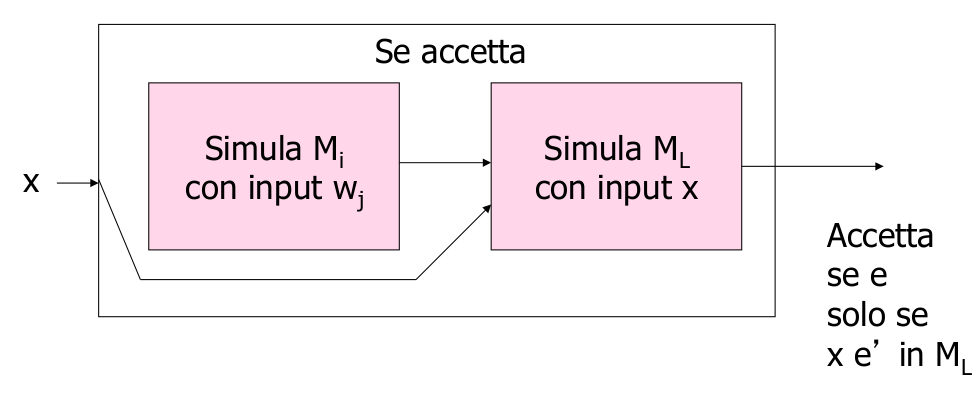 Se accetta
x
Simula Mi
con input wj
Simula ML
con input x
Accetta
se e
solo se
x e’ in ML